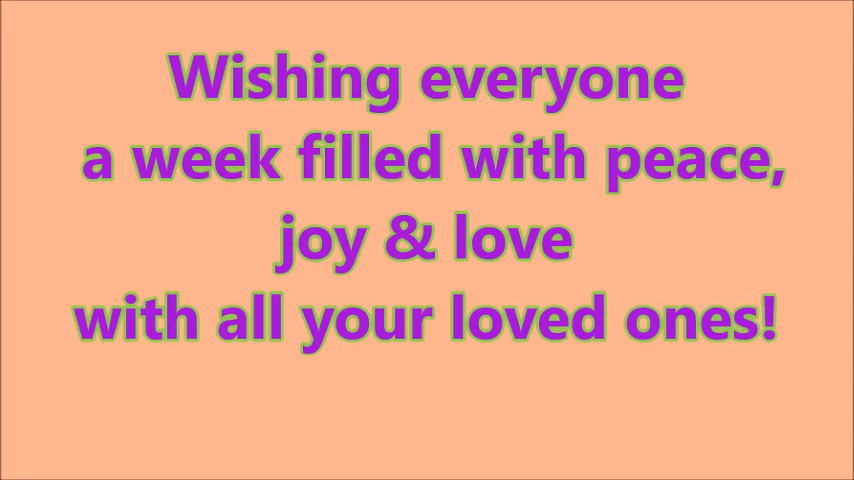 Wishing everyone
a week filled with peace,
joy & love
with all your loved ones!